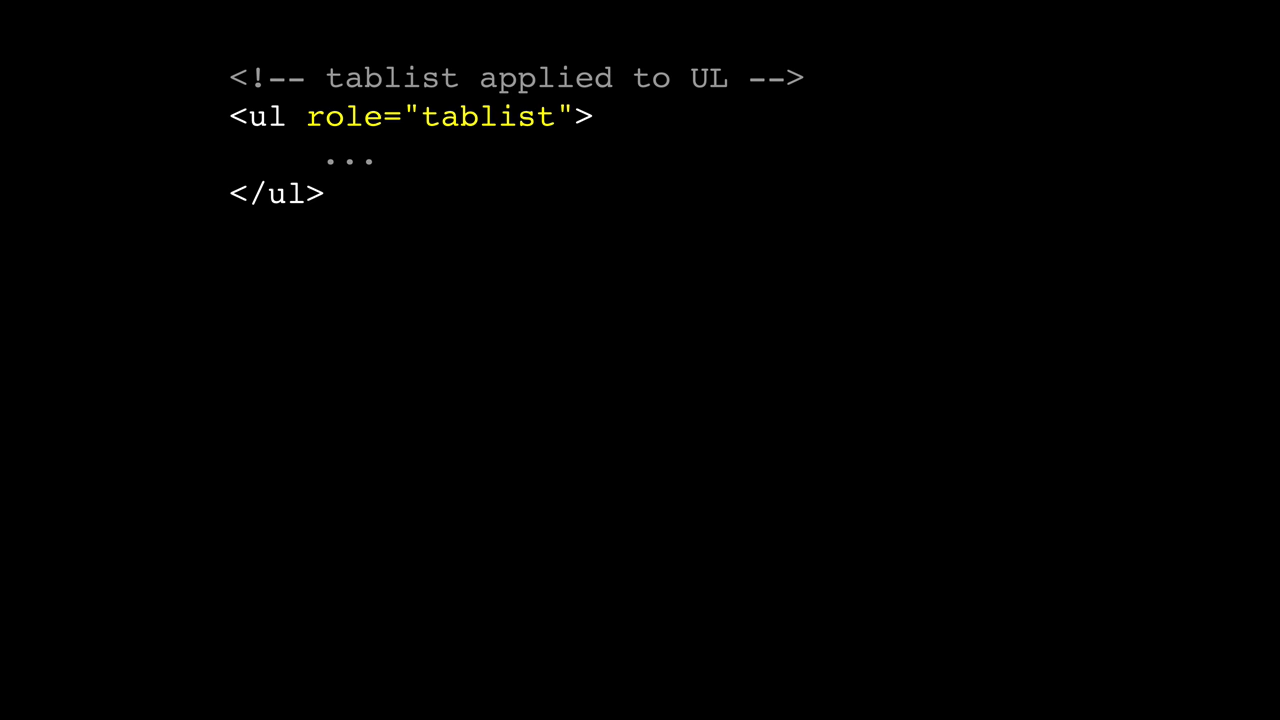 <!-- tablist applied to UL -->
<ul role="tablist">
...
</ul>